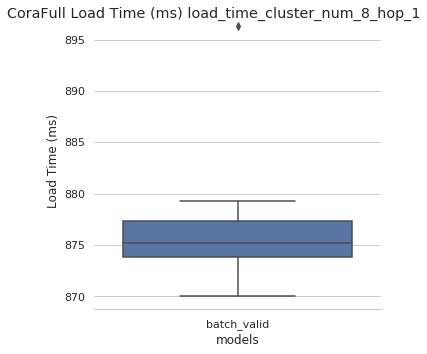 CoraFull Load Time (ms) load_time_cluster_num_8_hop_1
895
890
885
880
875
870
Load Time (ms)
batch_valid
models